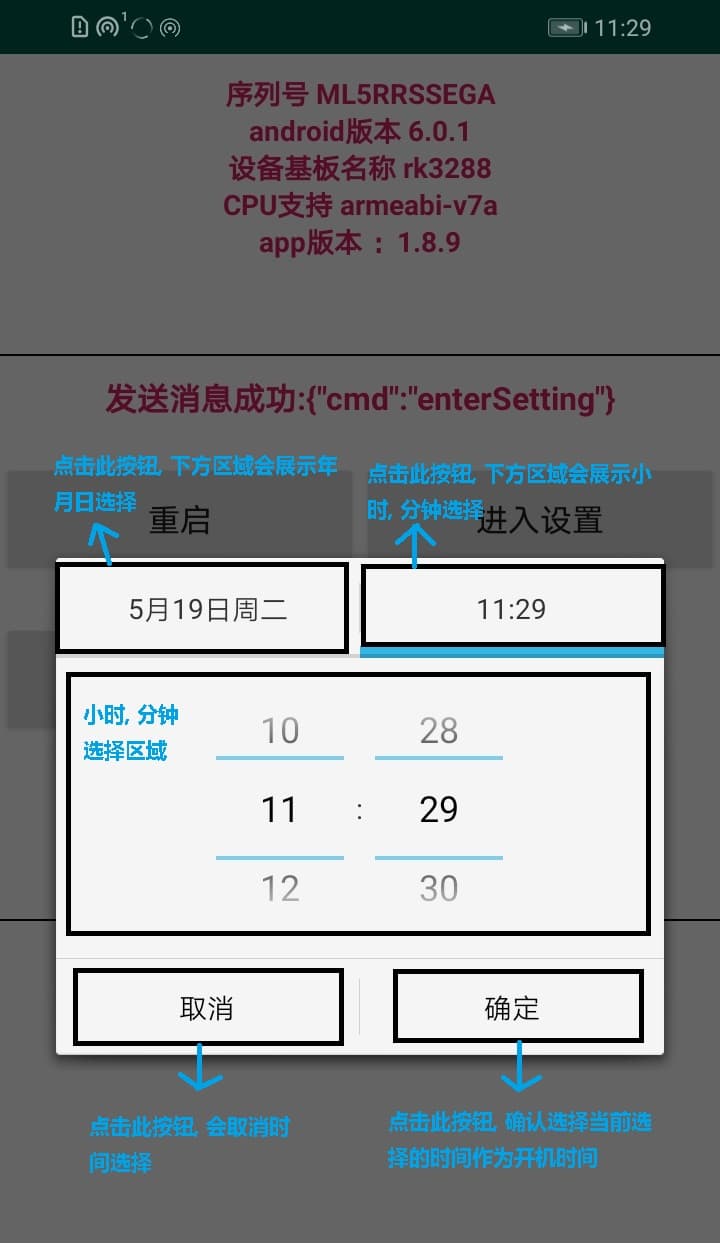 1
11:29
序列号 ML5RRSSEGA
android版本 6.0.1
设备基板名称 rk3288
CPU支持 armeabi-v7a
app版本 : 1.8.9
发送消息成功:{"cmd":"enterSetting"}
点击此按钮, 下方区域会展示年
月日选择
点击此按钮, 下方区域会展示小
时, 分钟选择
重启
进入设置
5月19日周二
11:29
小时, 分钟
选择区域
10
28
11 : 29
12
30
取消
确定
点击此按钮, 会取消时
间选择
点击此按钮, 确认选择当前选
择的时间作为开机时间